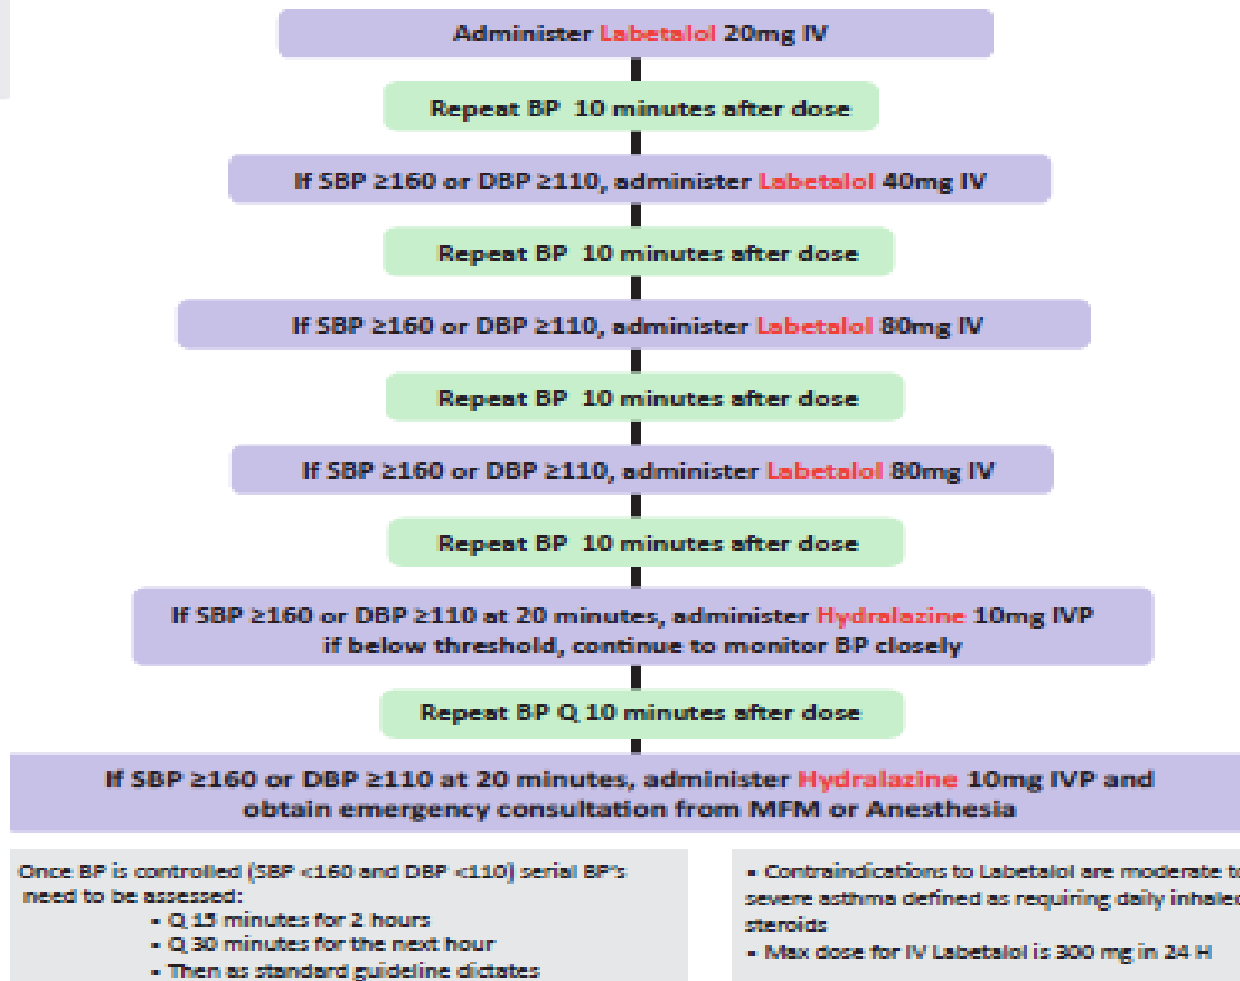 Administer Labetalol 20mg IV
Repeat BP 10 minutes after dose
If SBP ≥160 or DBP ≥110, administer Labetalol 40mg IV
Repeat BP 10 minutes after dose
If SBP ≥160 or DBP ≥110, administer Labetalol 80mg IV
Repeat BP 10 minutes after dose
If SBP ≥160 or DBP ≥110, administer Labetalol 80mg IV
Repeat BP 10 minutes after dose
If SBP ≥160 or DBP ≥110 at 20 minutes, administer Hydralazine 10mg IVP
if below threshold, continue to monitor BP closely
Repeat BP Q 10 minutes after dose
If SBP ≥160 or DBP ≥110 at 20 minutes, administer Hydralazine 10mg IVP and
obtain emergency consultation from MFM or Anesthesia
Once BP is controlled (SBP <160 and DBP <110) serial BP's
need to be assessed:
- Q 15 minutes for 2 hours
- Q 30 minutes for the next hour
- Then as standard guideline dictates
- Contraindications to Labetalol are moderate to
severe asthma defined as requiring daily inhaled
steroids
- Max dose for IV Labetalol is 300 mg in 24 H